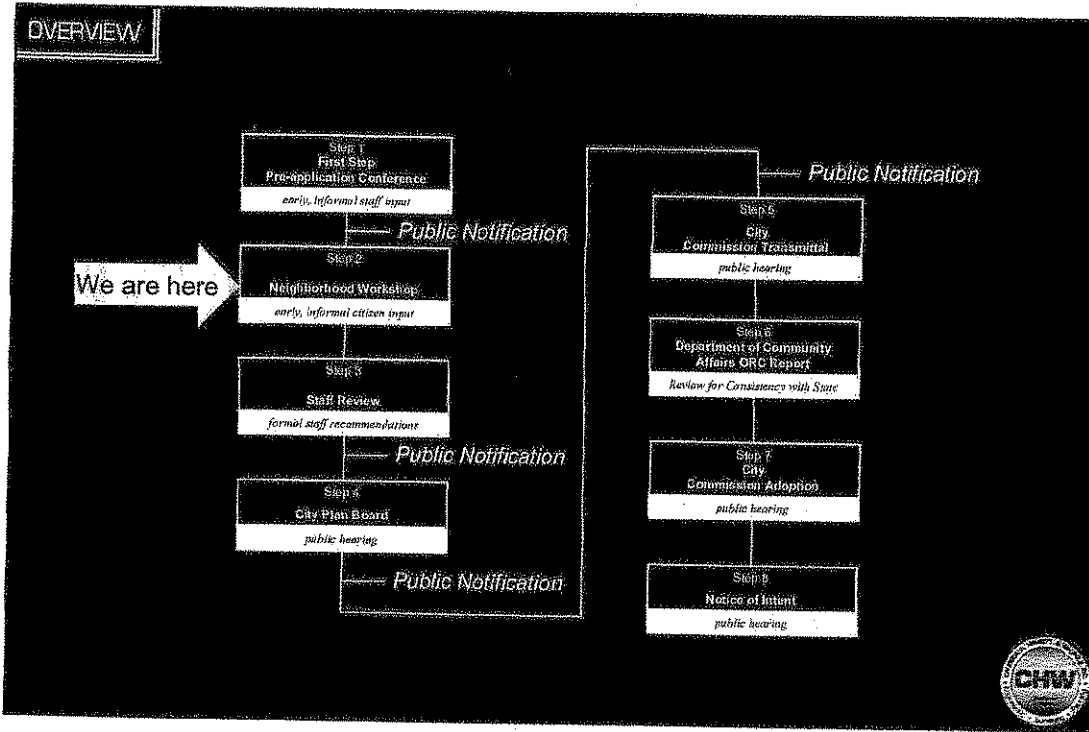 OVERVIEW
Step 1
First Step
Pre-application Conference
early, informal staff input
Public Notification
We are here
Step 2
Neighborhood Workshop
early, informal citizen input
Step 3
Staff Review
formal staff recommendations
Public Notification
Step 4
City Plan Board
public hearing
Public Notification
Public Notification
Step 5
City
Commission Transmittal
public hearing
Step 6
Department of Community
Affairs ORC Report
Review for Consistency with State
Step 7
City
Commission Adoption
public hearing
Step 8
Notice of Intent
public hearing
CHW